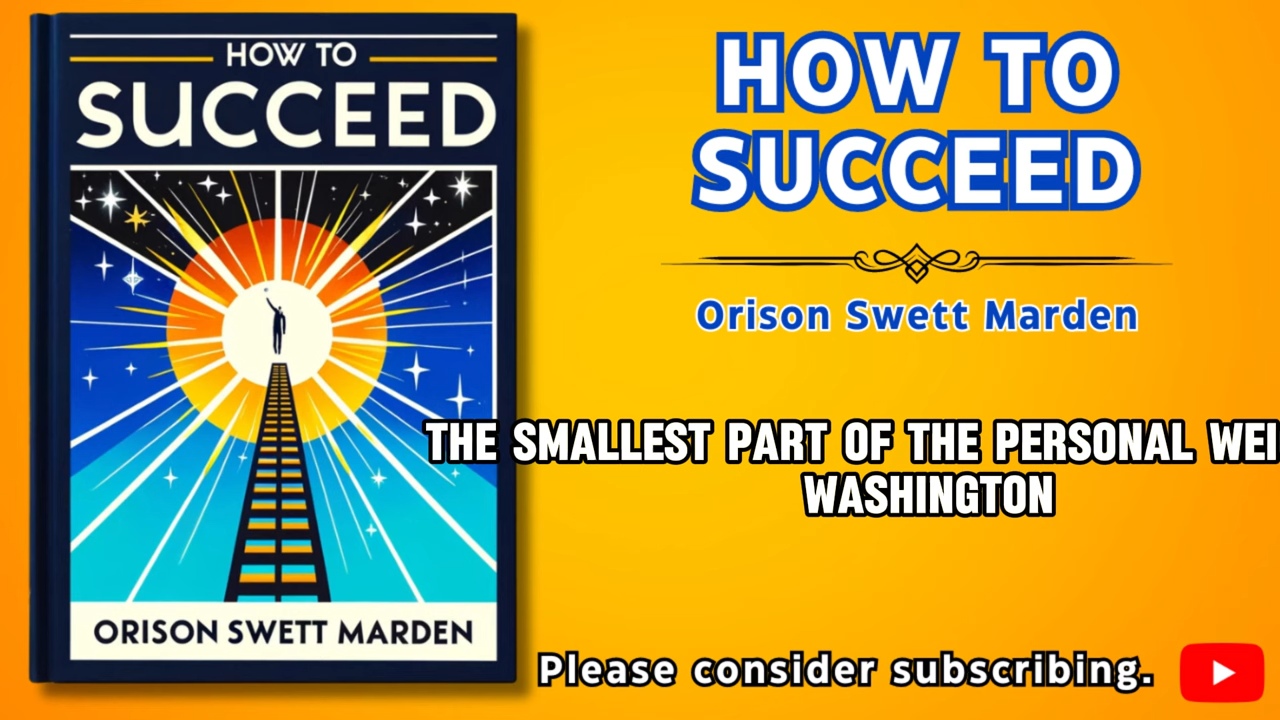 HOW TO
SUCCEED
ORISON SWETT MARDEN
HOW TO
SUCCEED
Orison Swett Marden
THE SMALLEST PART OF THE PERSONAL
WASHINGTON
Please consider subscribing.